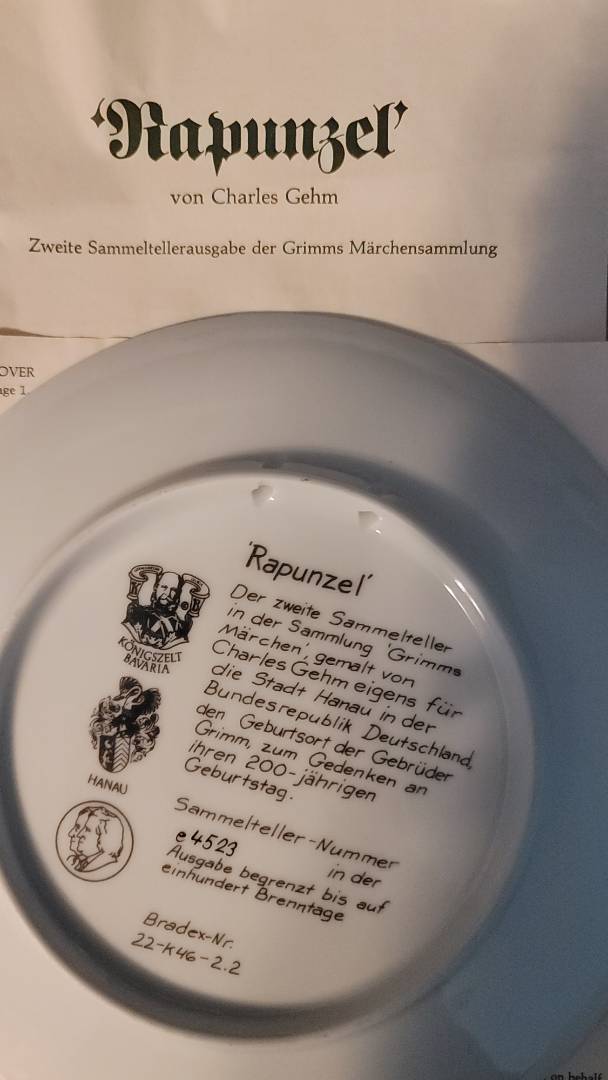 'Rapunzel'
von Charles Gehm
Zweite Sammeltellerausgabe der Grimms Märchensammlung
OVER
1.
'Rapunzel'
Der zweite Sammelteller
in der Sammlung 'Grimms
Märchen', gemalt von
Charles Gehm eigens für
die Stadt Hanau in der
Bundesrepublik Deutschland,
den Geburtsort der Gebrüder
Grimm, zum Gedenken an
ihren 200-jährigen
Geburtstag.
KÖNIGSZELT
BAVARIA
HANAU
Sammelteller-Nummer
e4523 in der
Ausgabe begrenzt bis auf
einhundert Brenntage
Bradex-Nr.
22-K46-2.2
on behalf